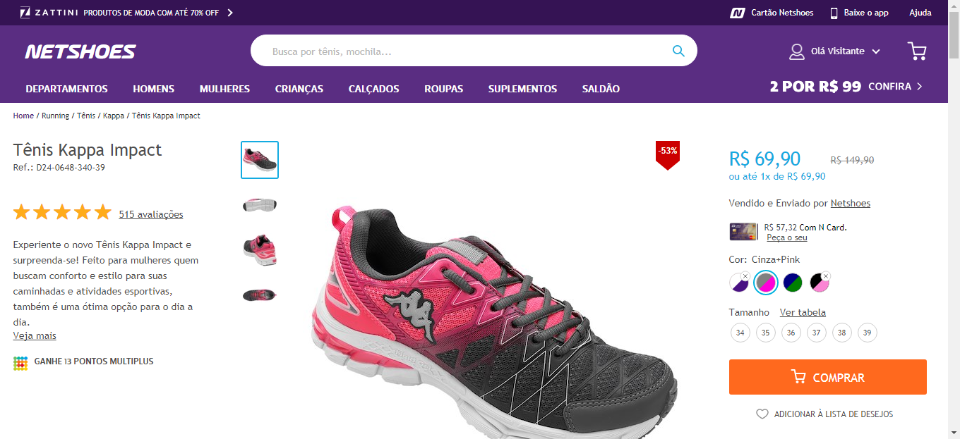 ZATTINI PRODUTOS DE MODA COM ATÉ 70% OFF
Cartão Netshoes Baixe o app Ajuda
NETSHOES
Busca por tênis, mochila...
Olá Visitante
DEPARTAMENTOS HOMENS MULHERES CRIANÇAS CALÇADOS ROUPAS SUPLEMENTOS SALDÃO
2 POR R$ 99 CONFIRA
Home / Running / Tênis / Kappa / Tênis Kappa Impact
Tênis Kappa Impact
Ref.: D24-0648-340-39
515 avaliações
Experiente o novo Tênis Kappa Impact e
surpreenda-se! Feito para mulheres quem
buscam conforto e estilo para suas
caminhadas e atividades esportivas,
também é uma ótima opção para o dia a
dia.
Veja mais
GANHE 13 PONTOS MULTIPLUS
-53%
R$ 69,90 R$ 149,90
ou até 1x de R$ 69,90
Vendido e Enviado por Netshoes
R$ 57,32 Com N Card.
Peça o seu
Cor: Cinza+Pink
Tamanho Ver tabela
34 35 36 37 38 39
COMPRAR
ADICIONAR À LISTA DE DESEJOS